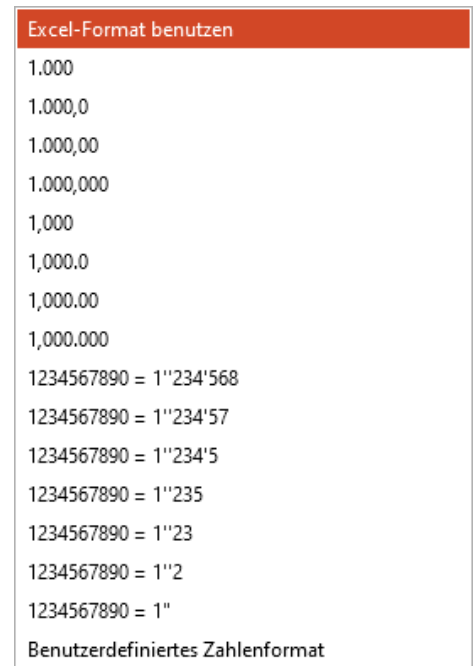 Excel-Format benutzen
1.000
1.000,0
1.000,00
1.000,000
1,000
1,000.0
1,000.00
1,000.000
1234567890 = 1''234'568
1234567890 = 1''234'57
1234567890 = 1''234'5
1234567890 = 1''235
1234567890 = 1''23
1234567890 = 1''2
1234567890 = 1"
Benutzerdefiniertes Zahlenformat